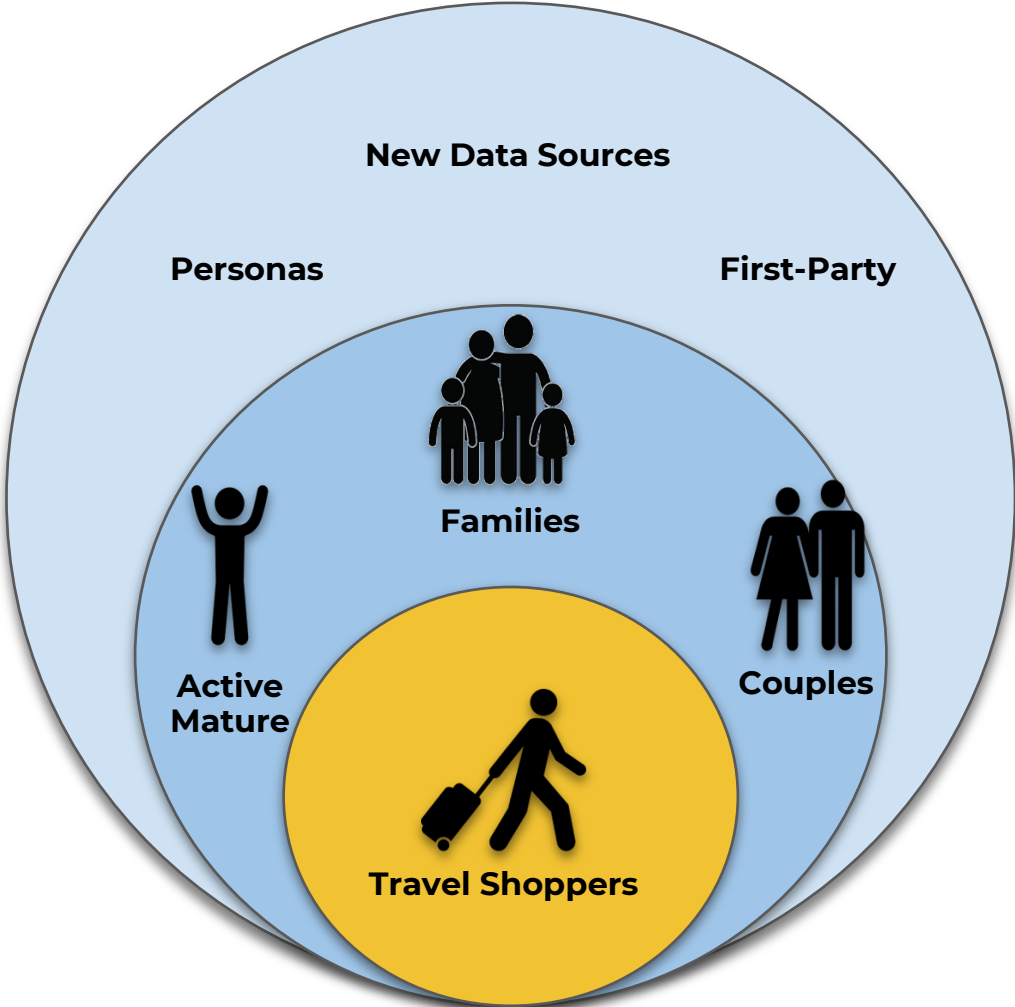 New Data Sources
Personas
First-Party
Families
Active
Mature
Couples
Travel Shoppers